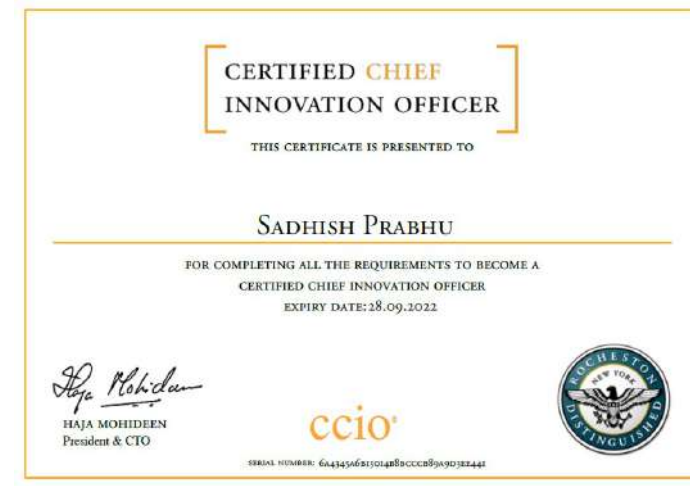 CERTIFIED CHIEF
INNOVATION OFFICER
THIS CERTIFICATE IS PRESENTED TO
SADHISH PRABHU
FOR COMPLETING ALL THE REQUIREMENTS TO BECOME A
CERTIFIED CHIEF INNOVATION OFFICER
EXPIRY DATE:28.09.2022
Haja Mohideen
HAJA MOHIDEEN
President & CTO
ccio®
SERIAL NUMBER:
ROCHESTON
NEW YORK
DISTINGUISHED